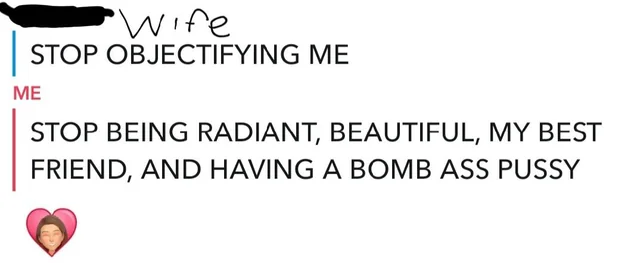 Wife
STOP OBJECTIFYING ME
ME
STOP BEING RADIANT, BEAUTIFUL, MY BEST
FRIEND, AND HAVING A BOMB ASS PUSSY